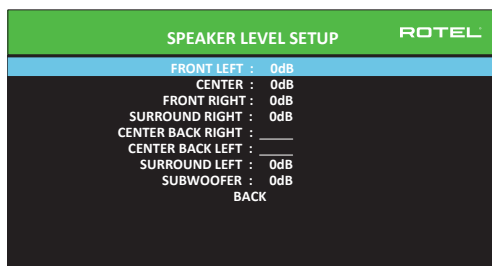 SPEAKER LEVEL SETUP
ROTEL
FRONT LEFT : 0dB
CENTER : 0dB
FRONT RIGHT : 0dB
SURROUND RIGHT : 0dB
CENTER BACK RIGHT : _____
CENTER BACK LEFT : _____
SURROUND LEFT : 0dB
SUBWOOFER : 0dB
BACK